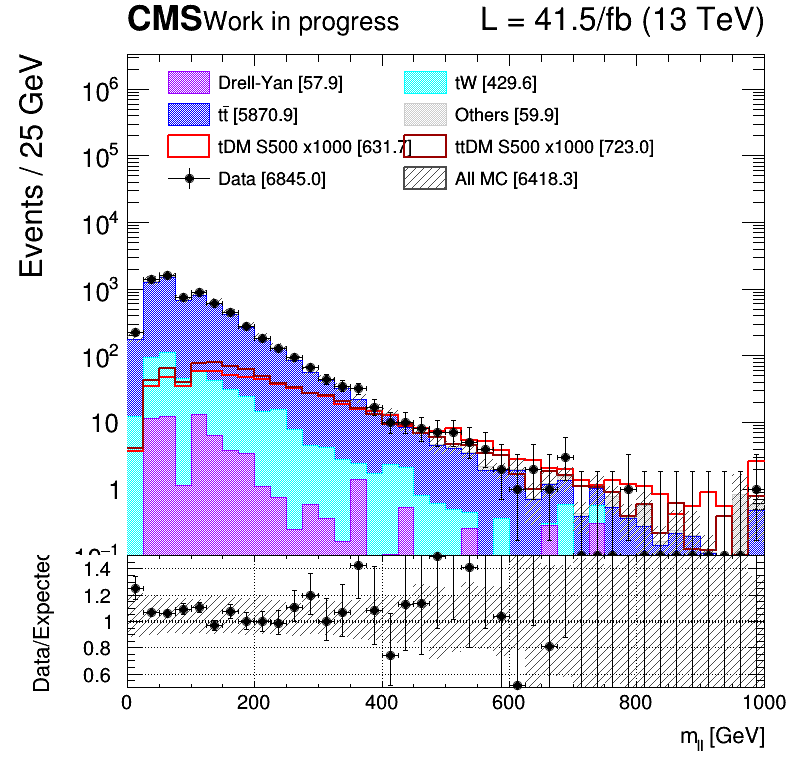 CMS Work in progress L = 41.5/fb (13 TeV)
Events / 25 GeV
Drell-Yan [57.9] tW [429.6]
tt̄ [5870.9] Others [59.9]
tDM S500 x1000 [631.7] ttDM S500 x1000 [723.0]
Data [6845.0] All MC [6418.3]
10⁶
10⁵
10⁴
10³
10²
10
1
10⁻¹
Data/Expected
1.4
1.2
1
0.8
0.6
0 200 400 600 800 1000
m_ll [GeV]